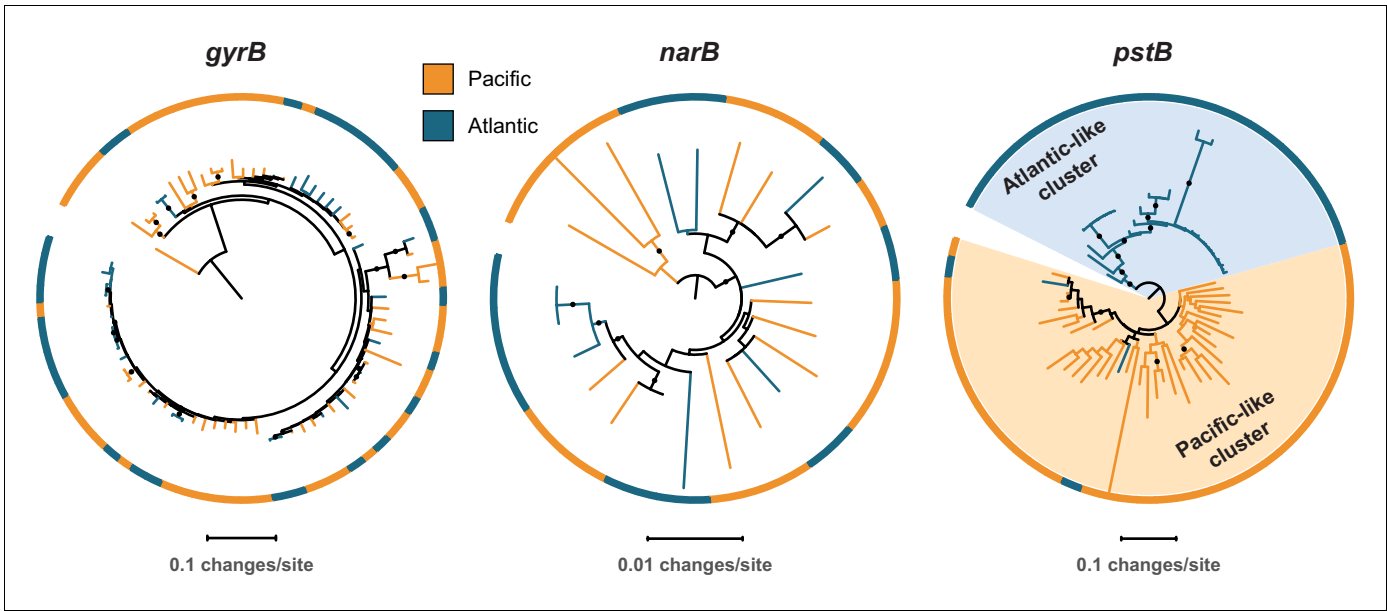 gyrB
narB
pstB
Pacific
Atlantic
Atlantic-like
cluster
Pacific-like
cluster
0.1 changes/site
0.01 changes/site
0.1 changes/site